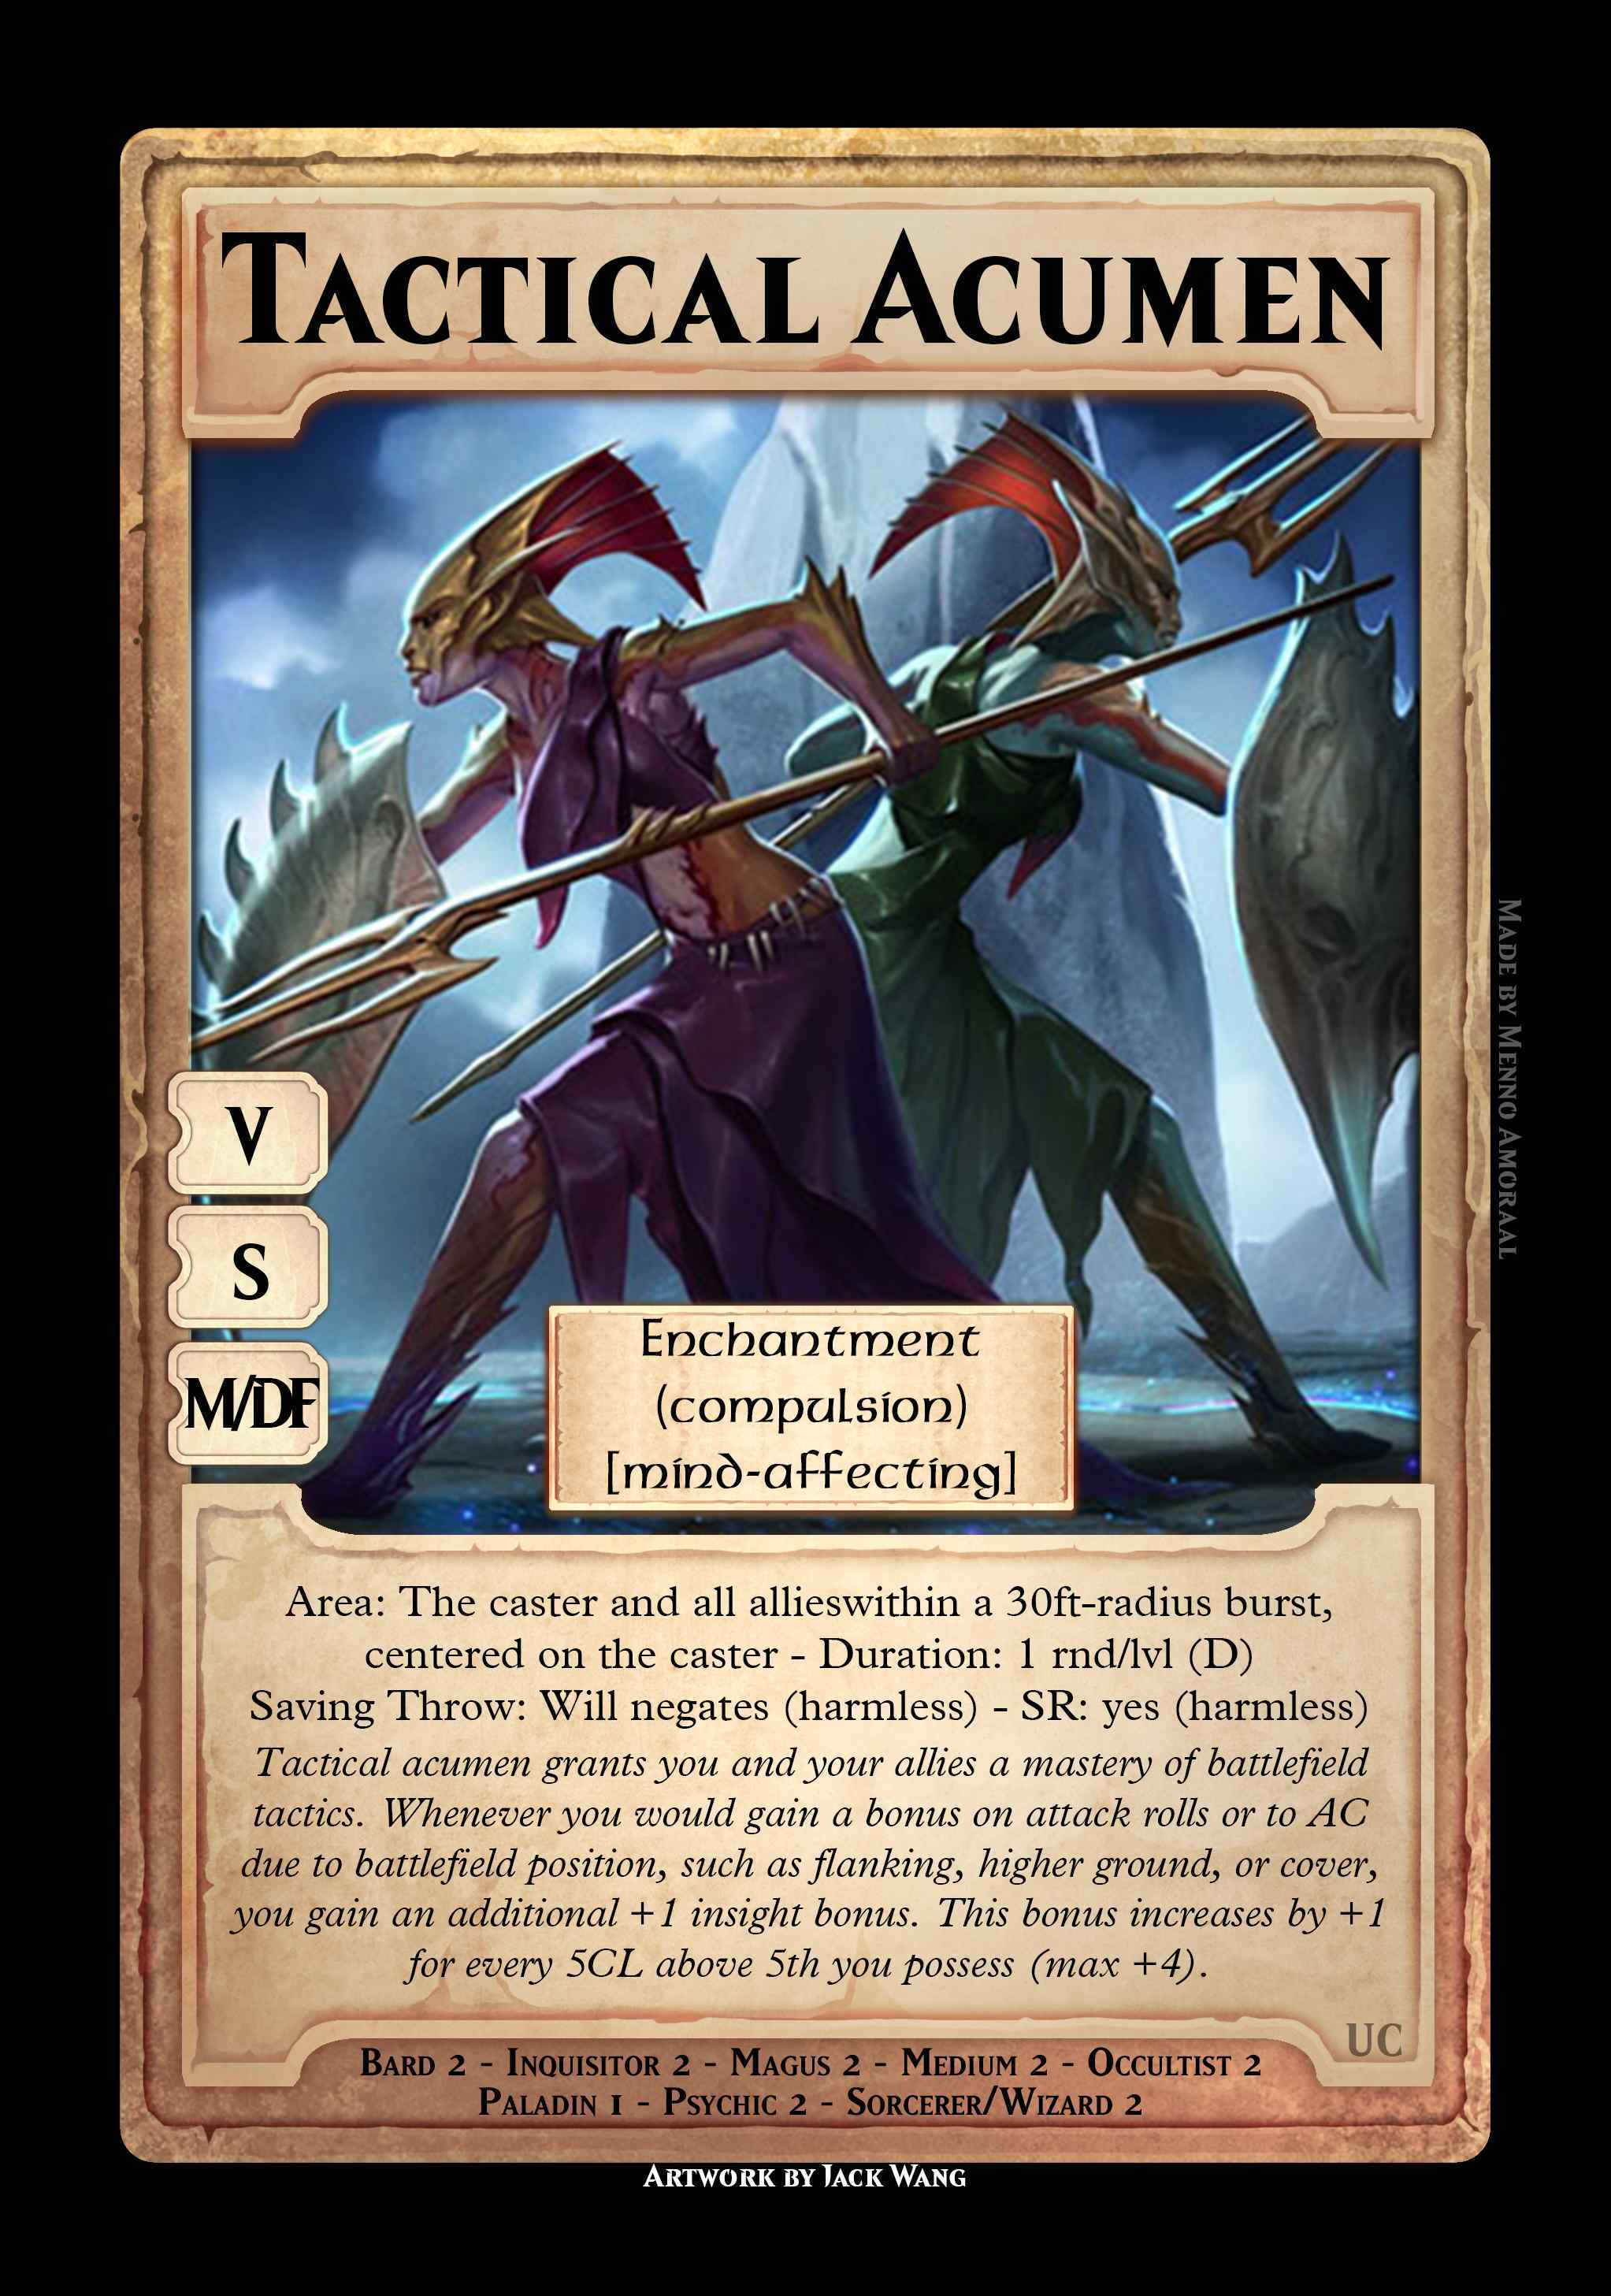 Tactical Acumen
V
S
M/DF
Enchantment
(compulsion)
[mind-affecting]
Area: The caster and all allieswithin a 30ft-radius burst,
centered on the caster - Duration: 1 rnd/lvl (D)
Saving Throw: Will negates (harmless) - SR: yes (harmless)
Tactical acumen grants you and your allies a mastery of battlefield
tactics. Whenever you would gain a bonus on attack rolls or to AC
due to battlefield position, such as flanking, higher ground, or cover,
you gain an additional +1 insight bonus. This bonus increases by +1
for every 5CL above 5th you possess (max +4).
UC
Bard 2 - Inquisitor 2 - Magus 2 - Medium 2 - Occultist 2
Paladin 1 - Psychic 2 - Sorcerer/Wizard 2
Artwork by Jack Wang
Made by Menno Amoraal